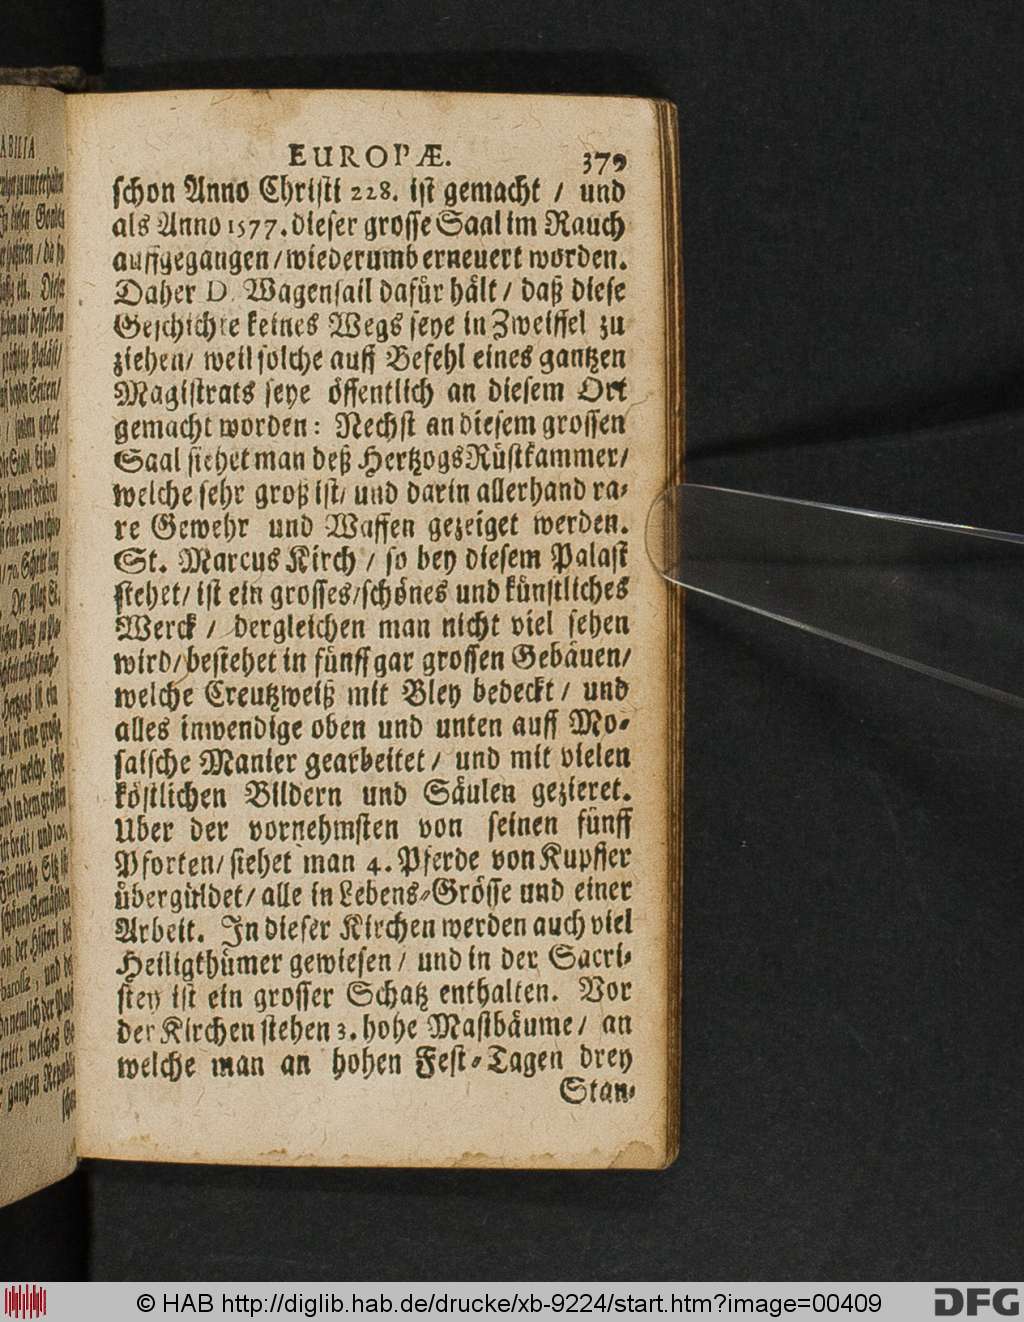 EUROPÆ. 379
schon Anno Christi 228. ist gemacht / und
als Anno 1577. dieser grosse Saal im Rauch
auffgegangen / wiederumb erneuert worden.
Daher D. Wagensail dafür hält / daß diese
Geschichte keines Wegs seye in Zweiffel zu
ziehen / weil solche auff Befehl eines gantzen
Magistrats seye öffentlich an diesem Ort
gemacht worden: Nechst an diesem grossen
Saal siehet man deß Hertzogs Rüstkammer /
welche sehr groß ist / und darin allerhand ra-
re Gewehr und Waffen gezeiget werden.
St. Marcus Kirch / so bey diesem Palast
stehet / ist ein grosses / schönes und künstliches
Werck / dergleichen man nicht viel sehen
wird / bestehet in fünff gar grossen Gebäuen /
welche Creutzweiß mit Bley bedeckt / und
alles inwendige oben und unten auff Mo-
saische Manier gearbeitet / und mit vielen
köstlichen Bildern und Säulen gezieret.
Uber der vornehmsten von seinen fünff
Pforten / siehet man 4. Pferde von Kupffer
übergüldet / alle in Lebens-Grösse und einer
Arbeit. In dieser Kirchen werden auch viel
Heiligthümer gewiesen / und in der Sacri-
stey ist ein grosser Schatz enthalten. Vor
der Kirchen stehen 3. hohe Mastbäume / an
welche man an hohen Fest-Tagen drey
Stan-
© HAB http://diglib.hab.de/drucke/xb-9224/start.htm?image=00409
DFG